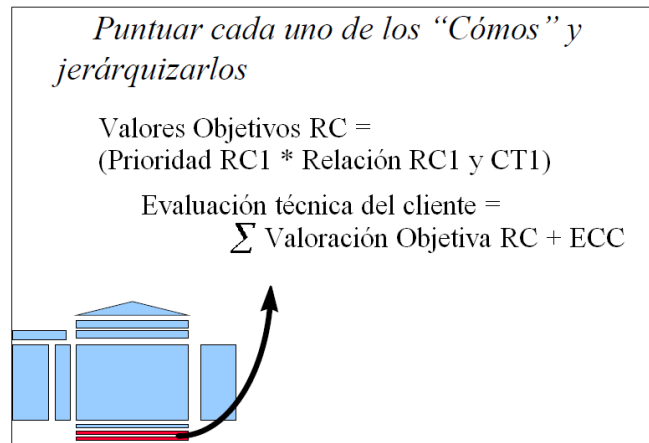 Puntuar cada uno de los “Cómos” y
jerárquizarlos
Valores Objetivos RC =
(Prioridad RC1 * Relación RC1 y CT1)
Evaluación técnica del cliente =
∑ Valoración Objetiva RC + ECC